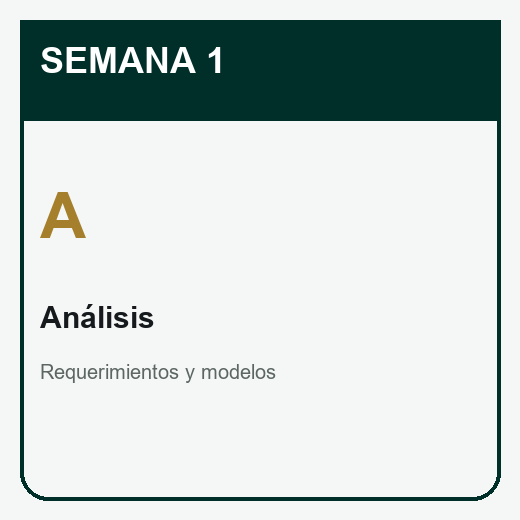 SEMANA 1
A
Análisis
Requerimientos y modelos